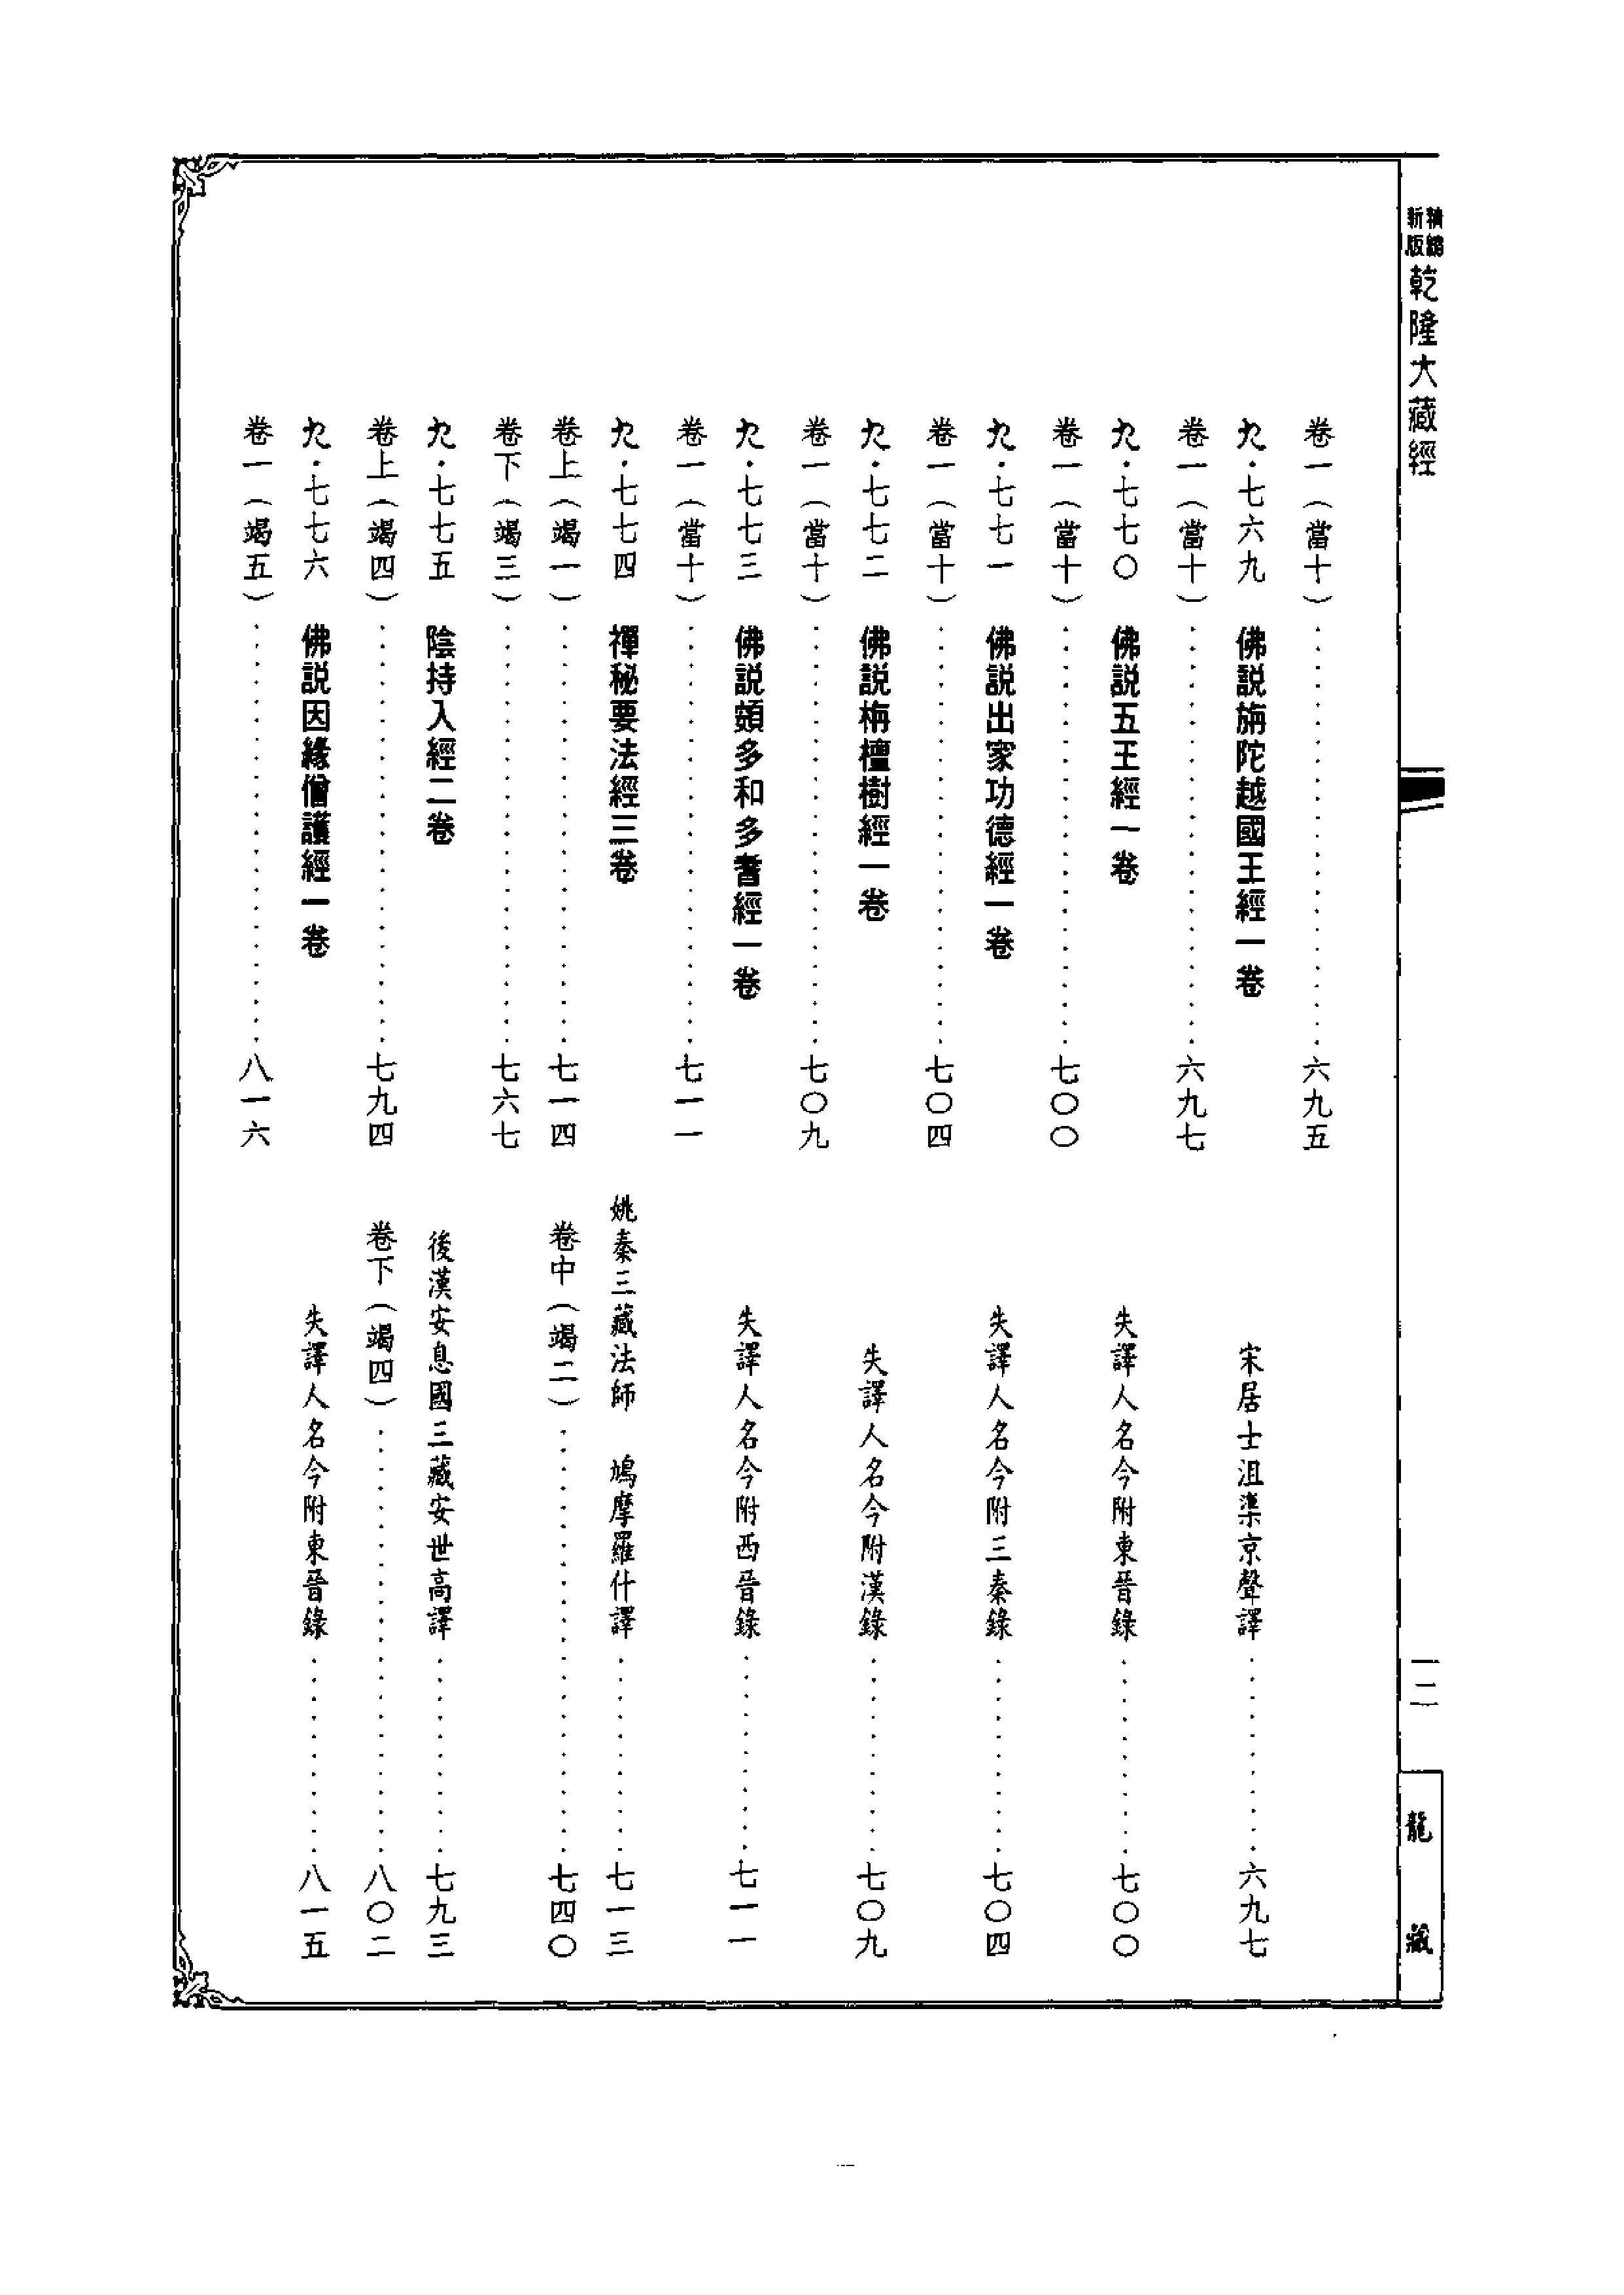 新版 精縮 乾隆大藏經
一二
龍藏
卷一(當十)······六九五
九·七六九 佛説旃陀越國王經一卷 宋居士沮渠京聲譯······六九七
卷一(當十)······六九七
九·七七〇 佛説五王經一卷 失譯人名今附東晉錄······七〇〇
卷一(當十)······七〇〇
九·七七一 佛説出家功德經一卷 失譯人名今附三秦錄······七〇四
卷一(當十)······七〇四
九·七七二 佛説栴檀樹經一卷 失譯人名今附漢錄······七〇九
卷一(當十)······七〇九
九·七七三 佛説頞多和多耆經一卷 失譯人名今附西晉錄······七一一
卷一(當十)······七一一
九·七七四 禪秘要法經三卷 姚秦三藏法師 鳩摩羅什譯······七一三
卷上(竭一)······七一四 卷中(竭二)······七四〇
卷下(竭三)······七六七
九·七七五 陰持入經二卷 後漢安息國三藏安世高譯······七九三
卷上(竭四)······七九四 卷下(竭四)······八〇二
九·七七六 佛説因緣僧護經一卷 失譯人名今附東晉錄······八一五
卷一(竭五)······八一六